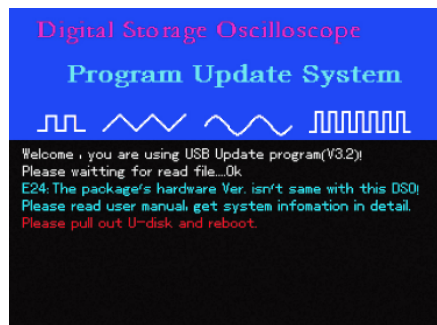 Digital Storage Oscilloscope
Program Update System
Welcome , you are using USB Update program(V3.2)!
Please waitting for read file...Ok
E24: The package's hardware Ver. isn't same with this DSO!
Please read user manual, get system infomation in detail.
Please pull out U-disk and reboot.